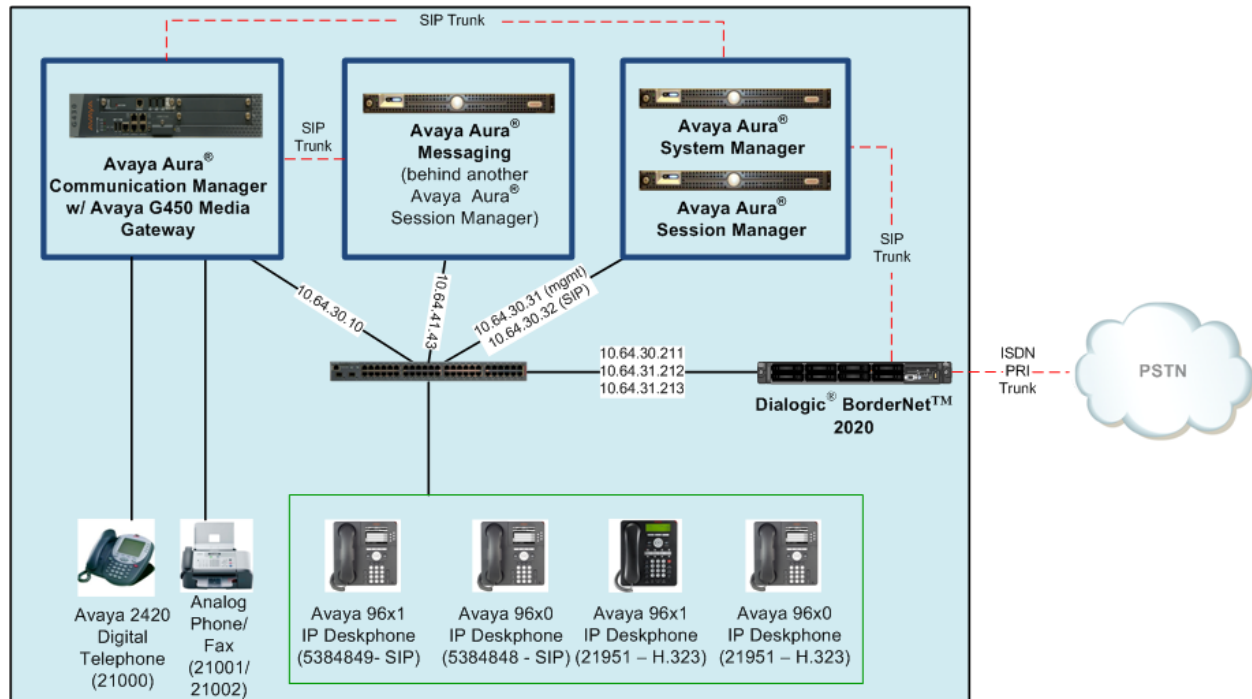 SIP Trunk
Avaya Aura®
Communication Manager
w/ Avaya G450 Media
Gateway
SIP
Trunk
Avaya Aura®
Messaging
(behind another
Avaya Aura®
Session Manager)
Avaya Aura®
System Manager
Avaya Aura®
Session Manager
SIP
Trunk
10.64.30.10
10.64.41.43
10.64.30.31 (mgmt)
10.64.30.32 (SIP)
10.64.30.211
10.64.31.212
10.64.31.213
Dialogic® BorderNet™
2020
ISDN
PRI
Trunk
PSTN
Avaya 2420
Digital
Telephone
(21000)
Analog
Phone/
Fax
(21001/
21002)
Avaya 96x1
IP Deskphone
(5384849- SIP)
Avaya 96x0
IP Deskphone
(5384848 - SIP)
Avaya 96x1
IP Deskphone
(21951 – H.323)
Avaya 96x0
IP Deskphone
(21951 – H.323)